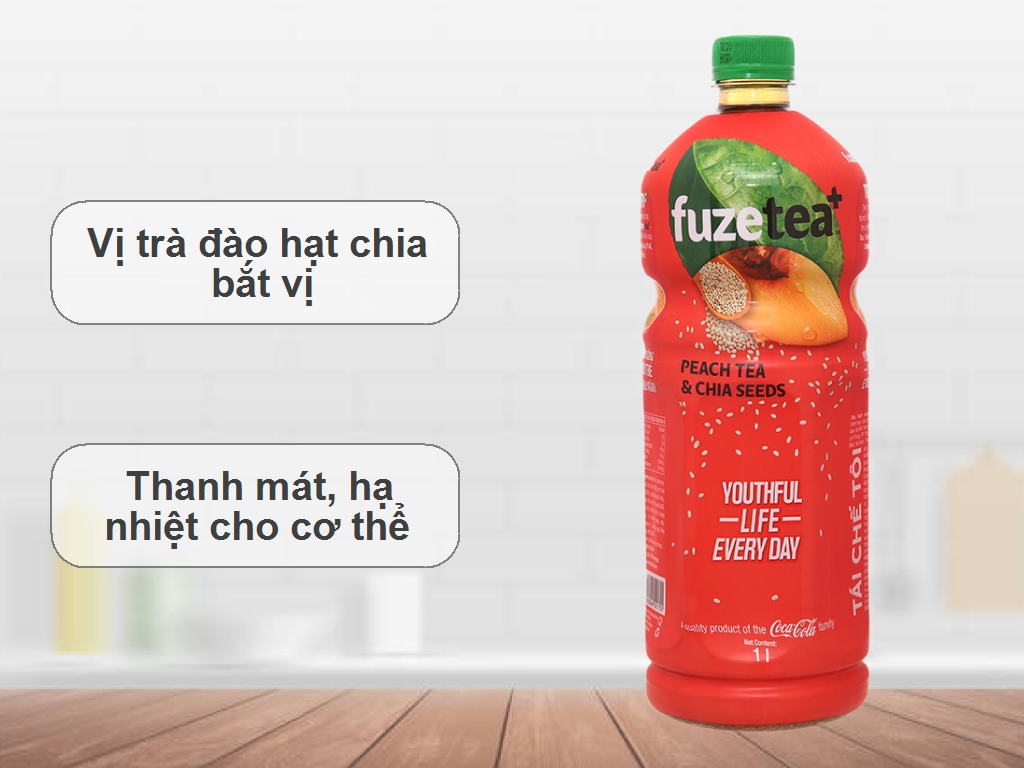 Vị trà đào hạt chia
bắt vị
Thanh mát, hạ
nhiệt cho cơ thể
fuzetea+
PEACH TEA
& CHIA SEEDS
YOUTHFUL
LIFE
EVERY DAY
TÁI CHẾ TÔI
A quality product of the Coca-Cola family
Net Content:
1 l